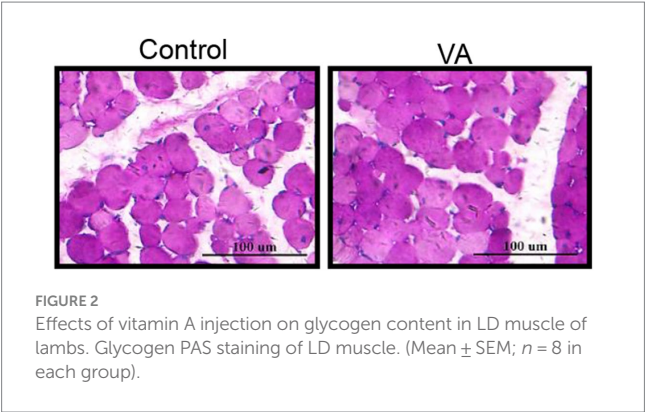 Control
VA
100 um
100 um
FIGURE 2
Effects of vitamin A injection on glycogen content in LD muscle of
lambs. Glycogen PAS staining of LD muscle. (Mean ± SEM; n = 8 in
each group).